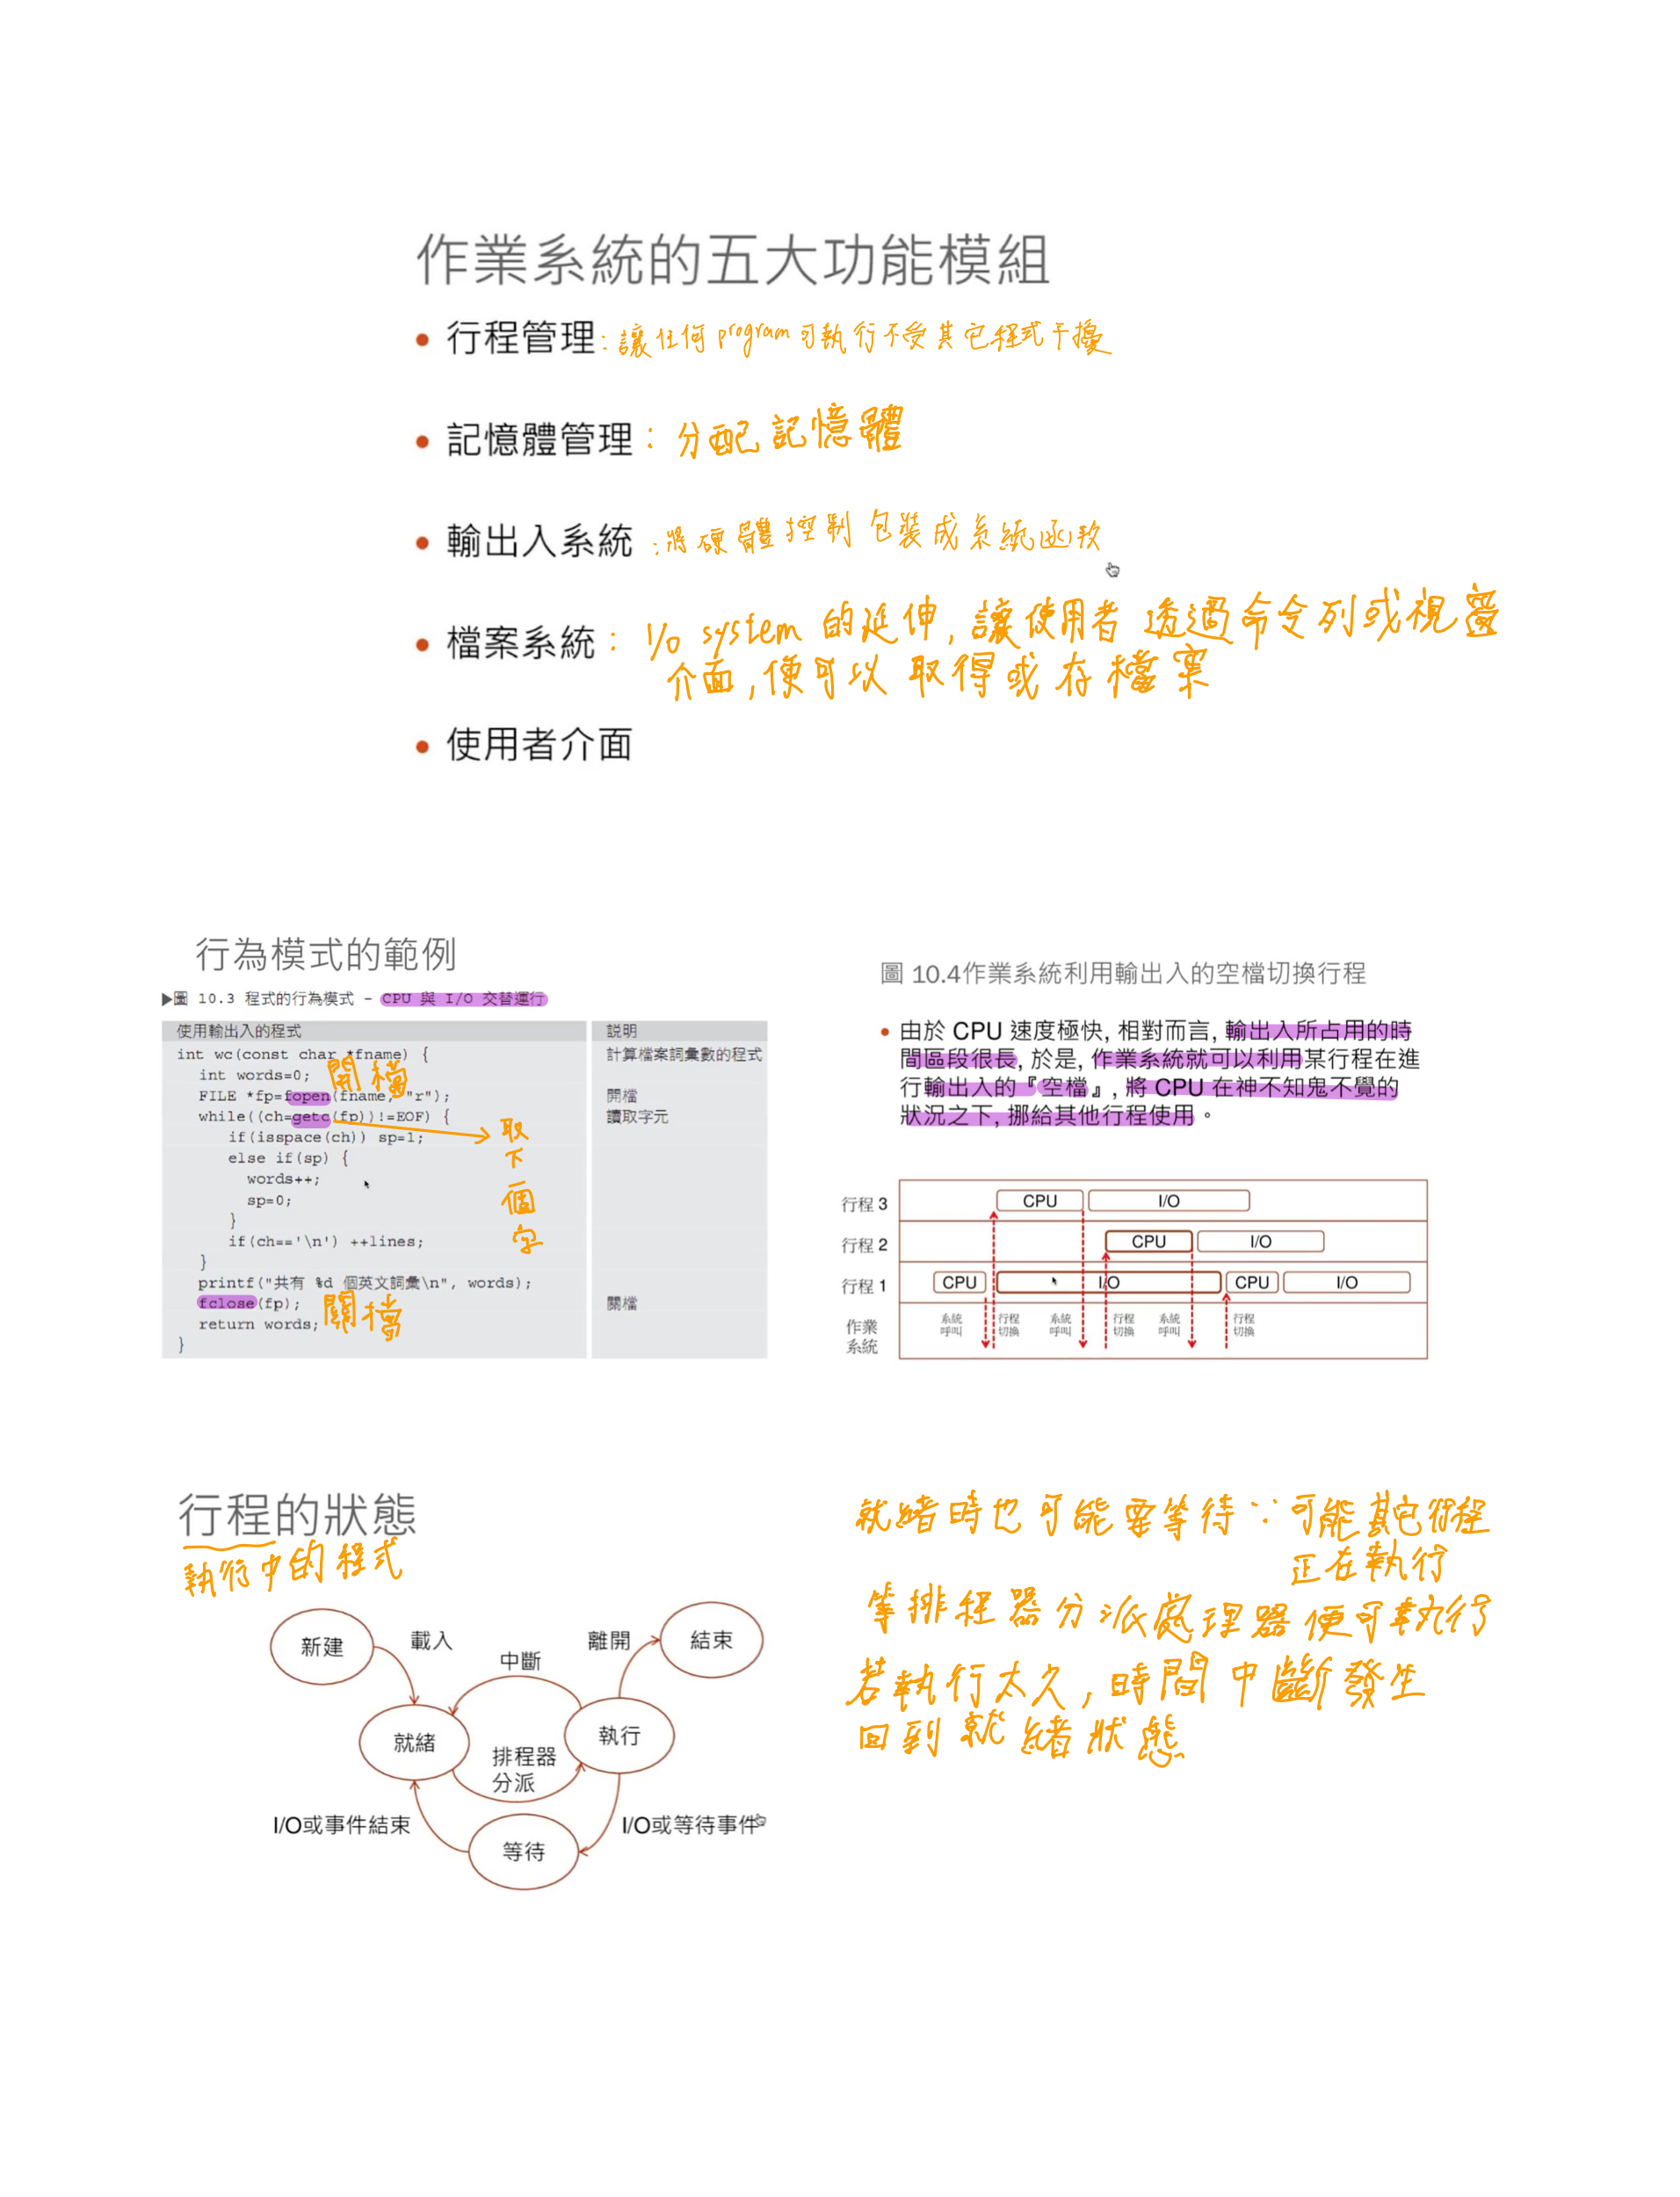 作業系統的五大功能模組
• 行程管理：讓任何 program 可執行不受其它程式干擾
• 記憶體管理：分配記憶體
• 輸出入系統：將硬體控制包裝成系統函數
• 檔案系統：I/O system 的延伸, 讓使用者透過命令列或視窗
介面, 便可以取得或存檔案
• 使用者介面
行為模式的範例
▶圖 10.3 程式的行為模式 - CPU 與 I/O 交替運行
使用輸出入的程式 說明
int wc(const char *fname) { 計算檔案詞彙數的程式
int words=0; 開檔
FILE *fp=fopen(fname, "r"); 開檔
while((ch=getc(fp))!=EOF) { 讀取字元
if(isspace(ch)) sp=1; 取
else if(sp) { 下
words++;
sp=0; 個
}
if(ch=='\n') ++lines; 字
}
printf("共有 %d 個英文詞彙\n", words);
fclose(fp); 關檔 關檔
return words;
}
圖 10.4作業系統利用輸出入的空檔切換行程
• 由於 CPU 速度極快, 相對而言, 輸出入所占用的時
間區段很長, 於是, 作業系統就可以利用某行程在進
行輸出入的『空檔』, 將 CPU 在神不知鬼不覺的
狀況之下, 挪給其他行程使用。
行程 3 CPU I/O
行程 2 CPU I/O
行程 1 CPU I/O CPU I/O
作業 系統 行程 系統 行程 系統 行程
系統 呼叫 切換 呼叫 切換 呼叫 切換
行程的狀態
執行中的程式
新建 載入 中斷 離開 結束
就緒 排程器 執行
分派
I/O或事件結束 等待 I/O或等待事件
就緒時也可能要等待∵可能其它行程
正在執行
等排程器分派處理器便可執行
若執行太久, 時間中斷發生
回到就緒狀態